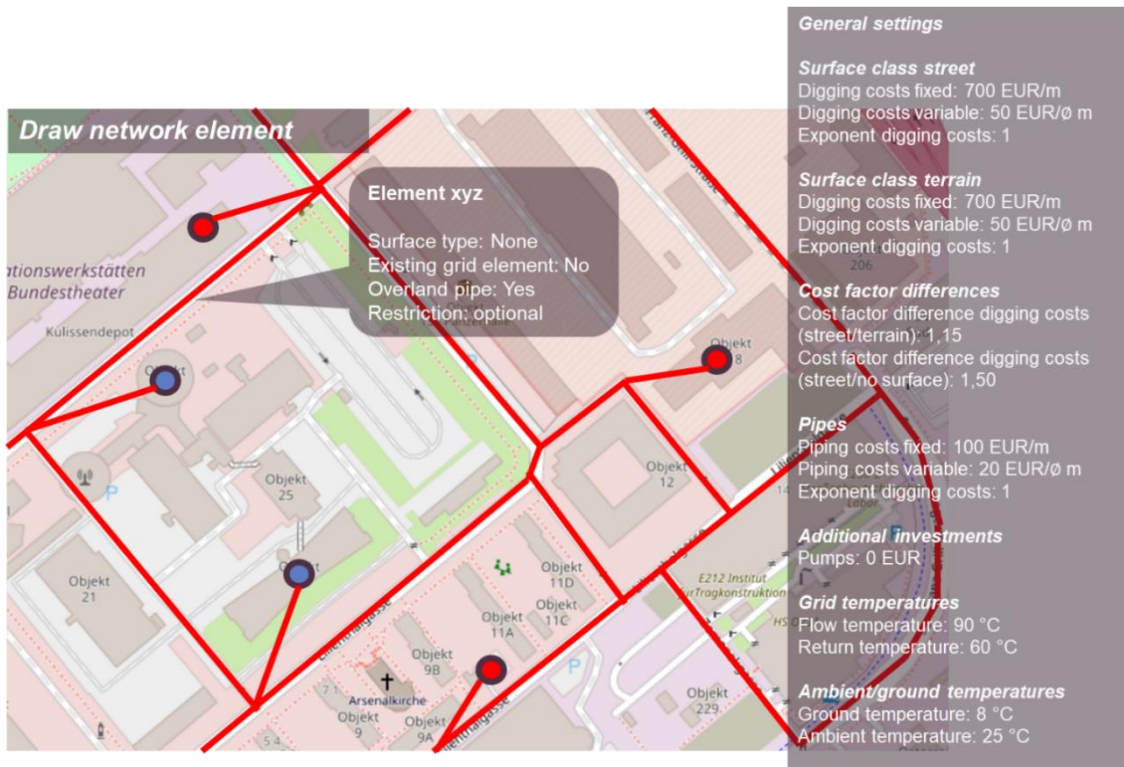 General settings
Surface class street
Digging costs fixed: 700 EUR/m
Digging costs variable: 50 EUR/Ø m
Exponent digging costs: 1
Surface class terrain
Digging costs fixed: 700 EUR/m
Digging costs variable: 50 EUR/Ø m
Exponent digging costs: 1
Cost factor differences
Cost factor difference digging costs
(street/terrain): 1,15
Cost factor difference digging costs
(street/no surface): 1,50
Pipes
Piping costs fixed: 100 EUR/m
Piping costs variable: 20 EUR/Ø m
Exponent digging costs: 1
Additional investments
Pumps: 0 EUR
Grid temperatures
Flow temperature: 90 °C
Return temperature: 60 °C
Ambient/ground temperatures
Ground temperature: 8 °C
Ambient temperature: 25 °C
Draw network element
Element xyz
Surface type: None
Existing grid element: No
Overland pipe: Yes
Restriction: optional
ationswerkstätten
Bundestheater
Kulissendepot
Objekt
206
Objekt
8
Objekt
12
Objekt
25
Objekt
21
Objekt
11D
Objekt
11C
Objekt
11A
Objekt
9B
Objekt
9A
Objekt
9
Arsenalkirche
7 1
5 4
Lilienthalgasse
E212 Institut
für Tragkonstruktion
Objekt
229